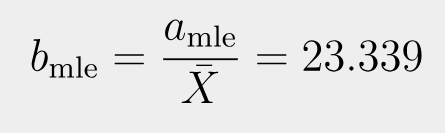 b_mle = a_mle / X̄ = 23.339